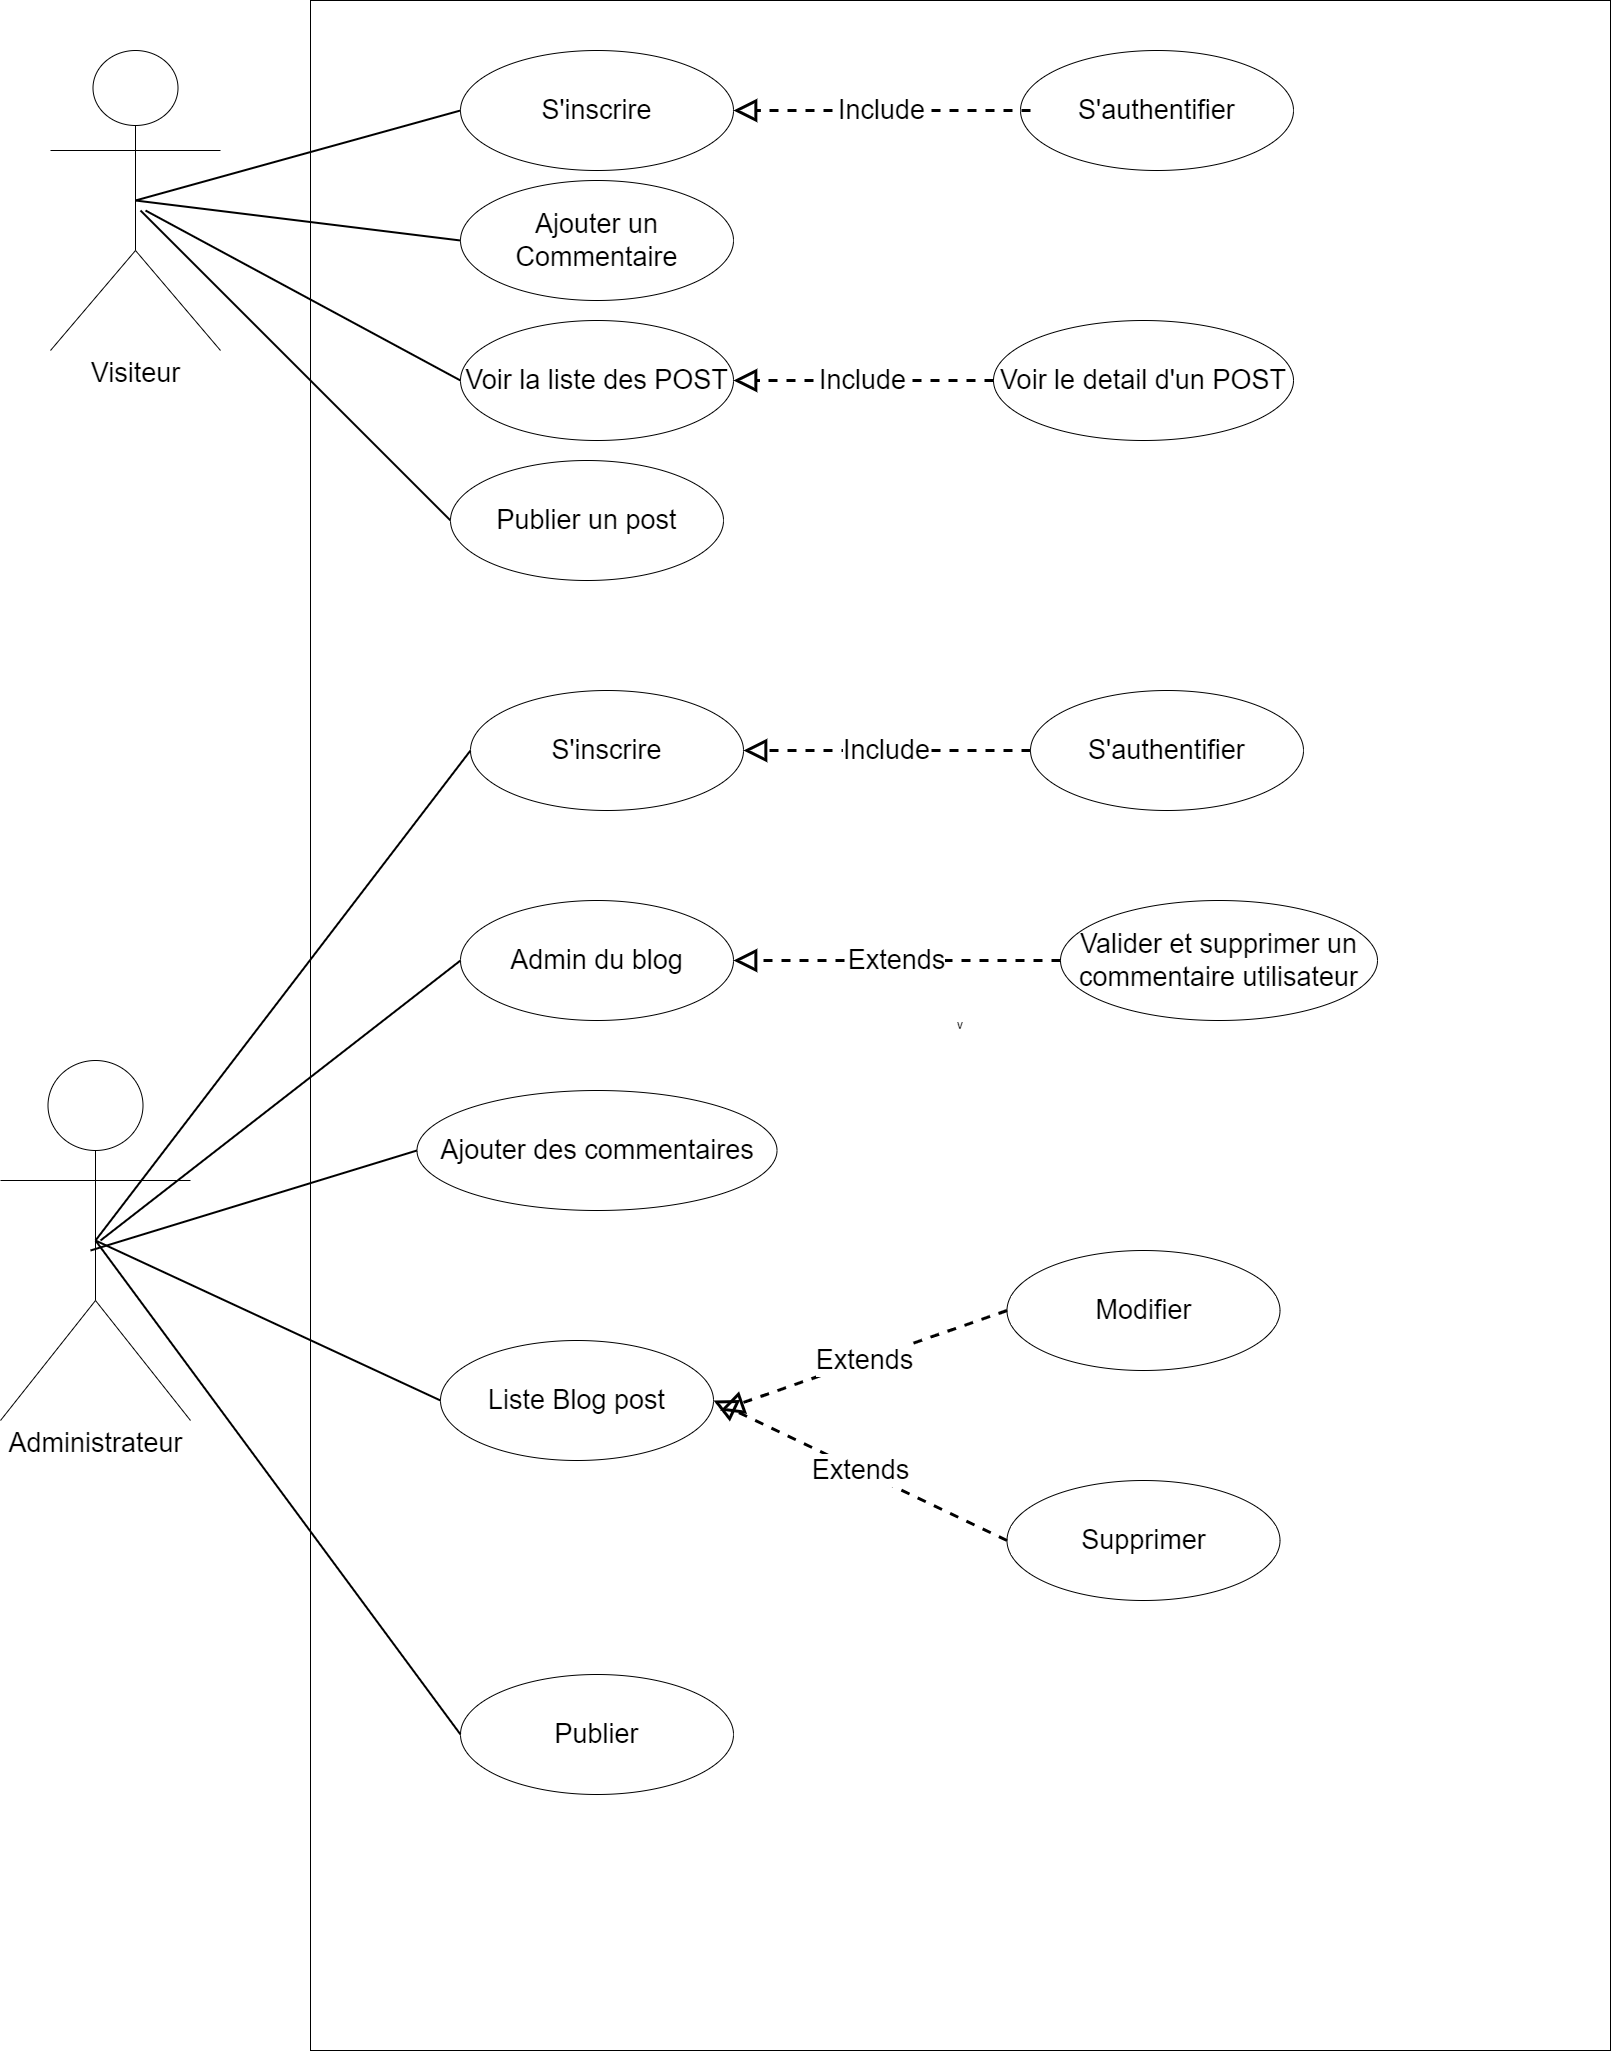 S'inscrire
Include
S'authentifier
Ajouter un
Commentaire
Visiteur
Voir la liste des POST
Include
Voir le detail d'un POST
Publier un post
S'inscrire
Include
S'authentifier
Admin du blog
Extends
Valider et supprimer un
commentaire utilisateur
v
Ajouter des commentaires
Modifier
Extends
Liste Blog post
Administrateur
Extends
Supprimer
Publier